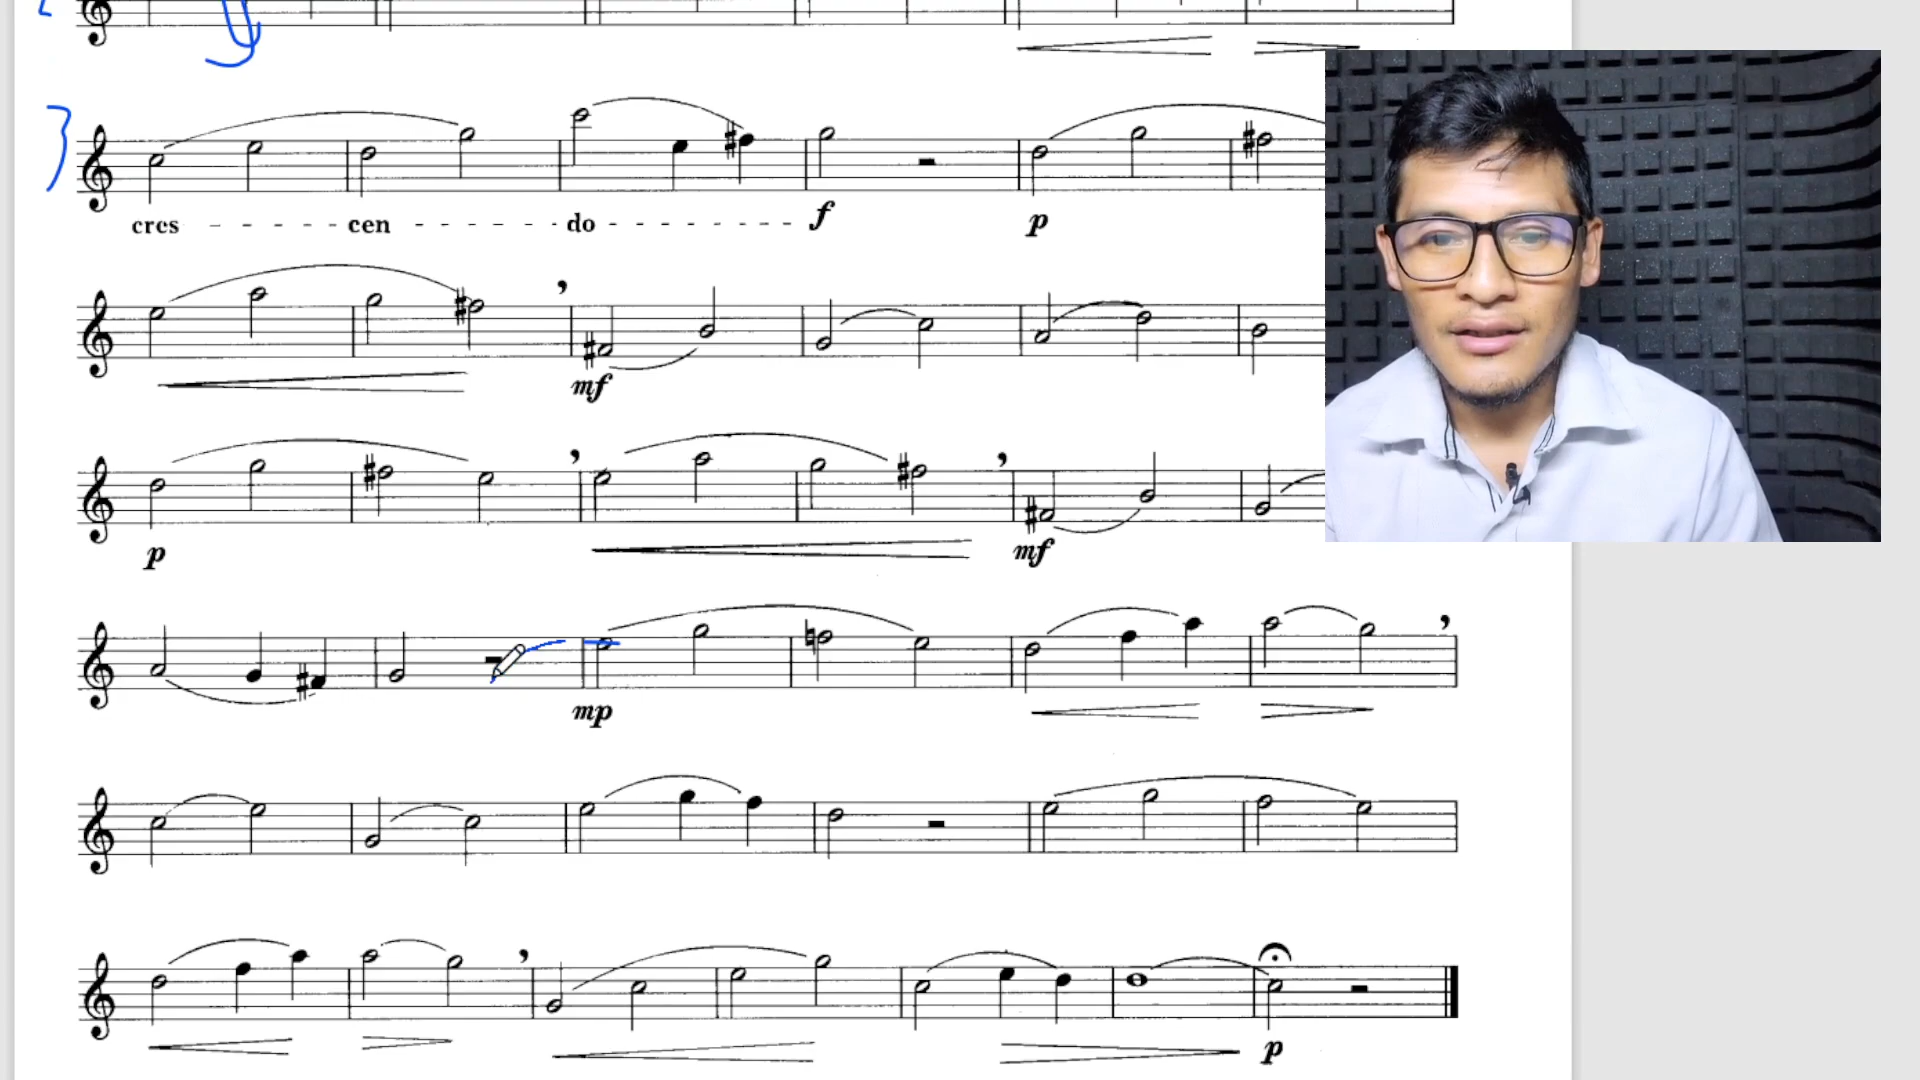 cres - - - - - cen - - - - - - do - - - - - - - f p
mf
p mf
mp
p